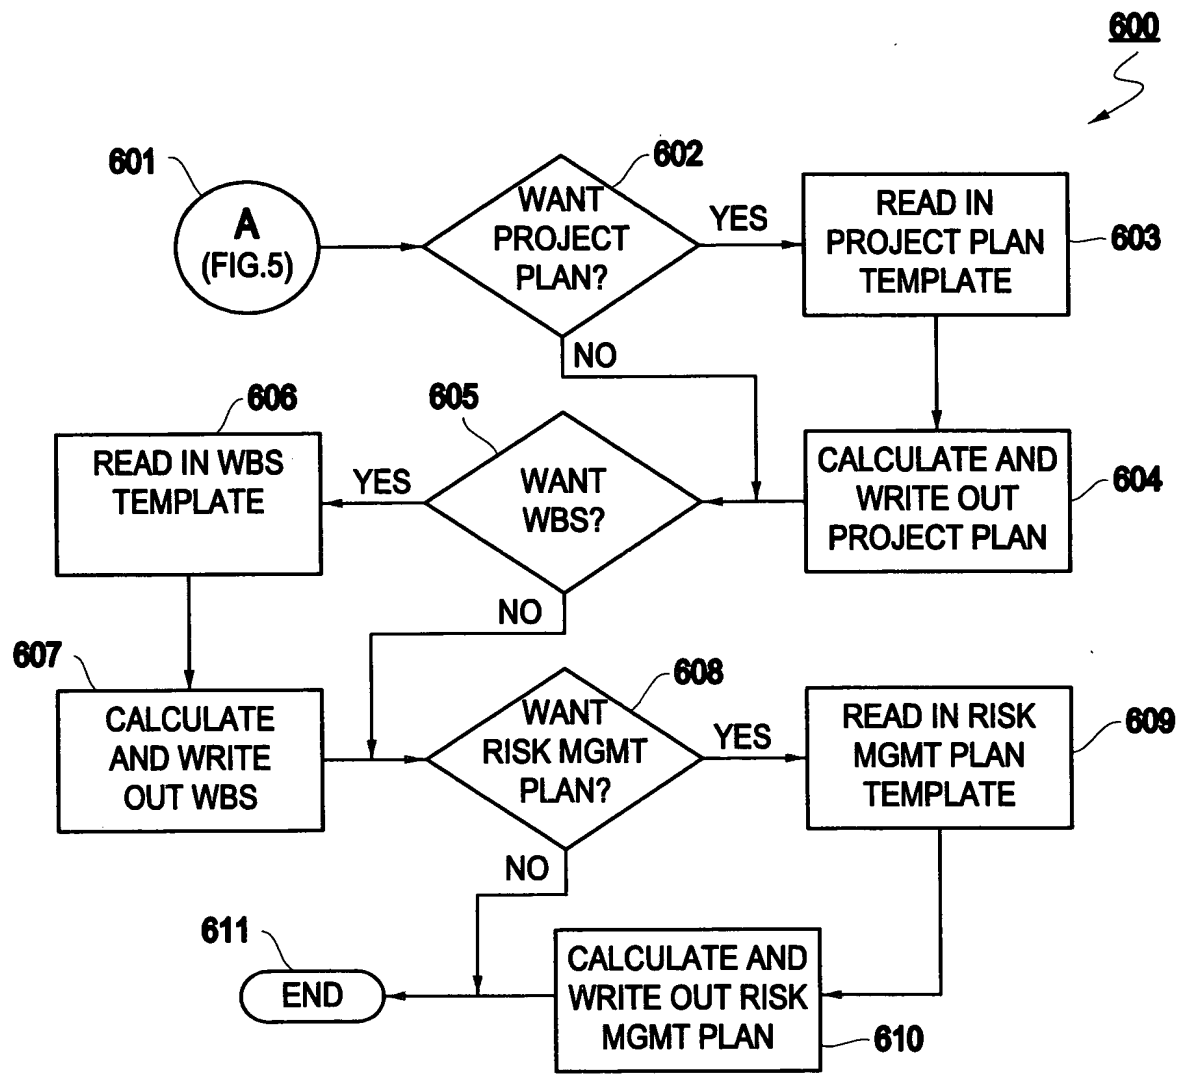 600
601
A
(FIG.5)
602
WANT
PROJECT
PLAN?
YES
NO
READ IN
PROJECT PLAN
TEMPLATE
603
606
READ IN WBS
TEMPLATE
YES
605
WANT
WBS?
NO
CALCULATE AND
WRITE OUT
PROJECT PLAN
604
607
CALCULATE
AND WRITE
OUT WBS
608
WANT
RISK MGMT
PLAN?
YES
NO
READ IN RISK
MGMT PLAN
TEMPLATE
609
611
END
CALCULATE AND
WRITE OUT RISK
MGMT PLAN
610